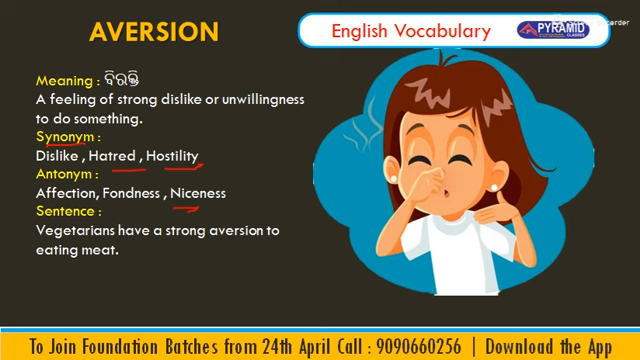 AVERSION
English Vocabulary
PYRAMID
CLASSES
Meaning : ବିରକ୍ତି
A feeling of strong dislike or unwillingness
to do something.
Synonym :
Dislike , Hatred , Hostility
Antonym :
Affection, Fondness , Niceness
Sentence :
Vegetarians have a strong aversion to
eating meat.
To Join Foundation Batches from 24th April Call : 9090660256 | Download the App